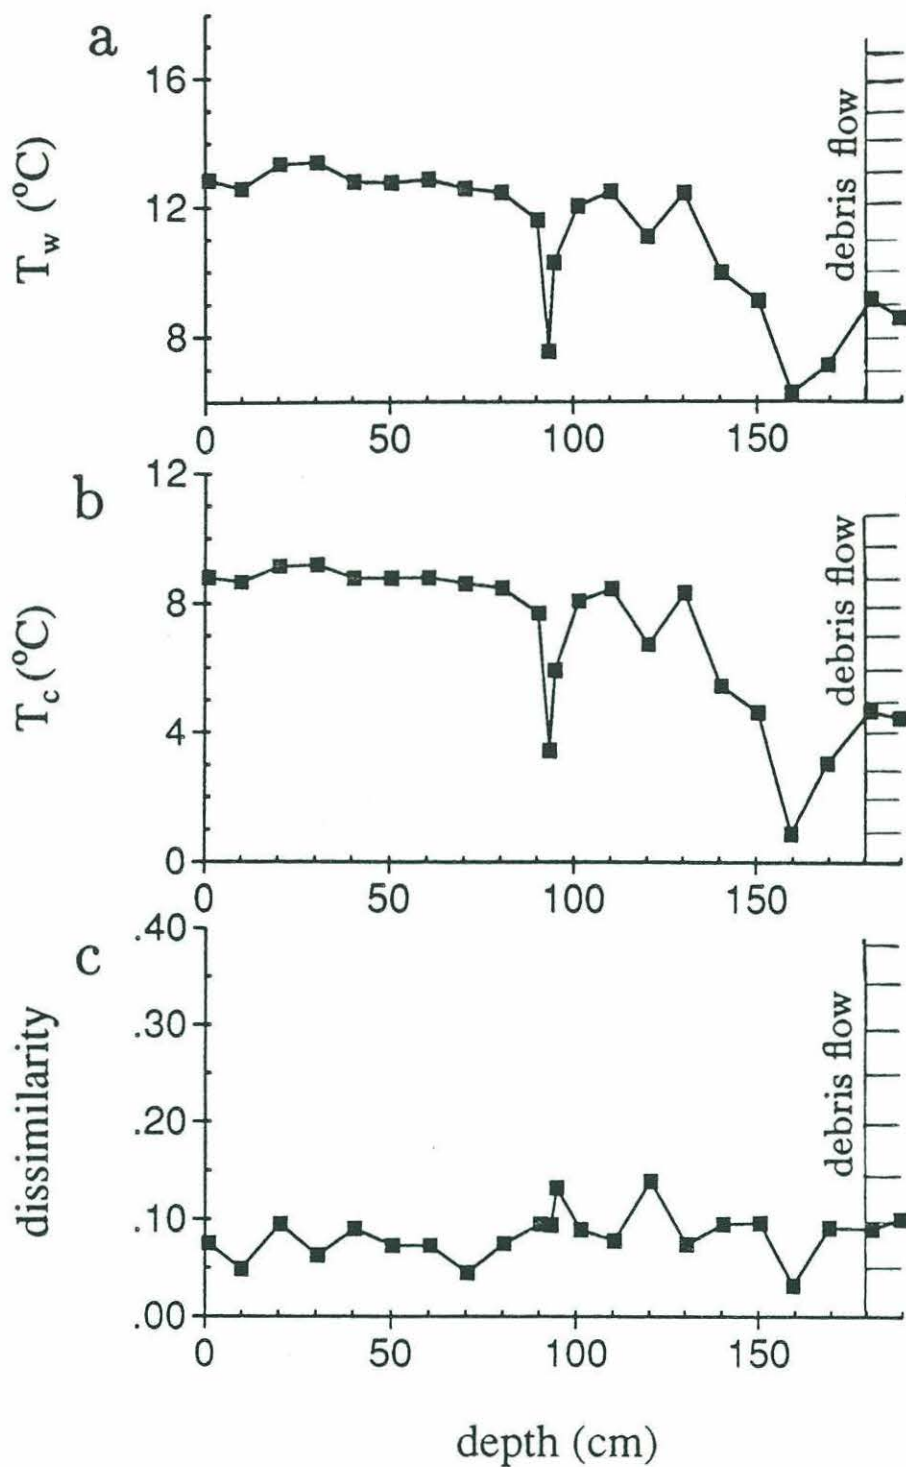 a
T_w (°C)
16
12
8
debris flow
0
50
100
150
b
T_c (°C)
12
8
4
0
debris flow
0
50
100
150
c
dissimilarity
.40
.30
.20
.10
.00
debris flow
0
50
100
150
depth (cm)